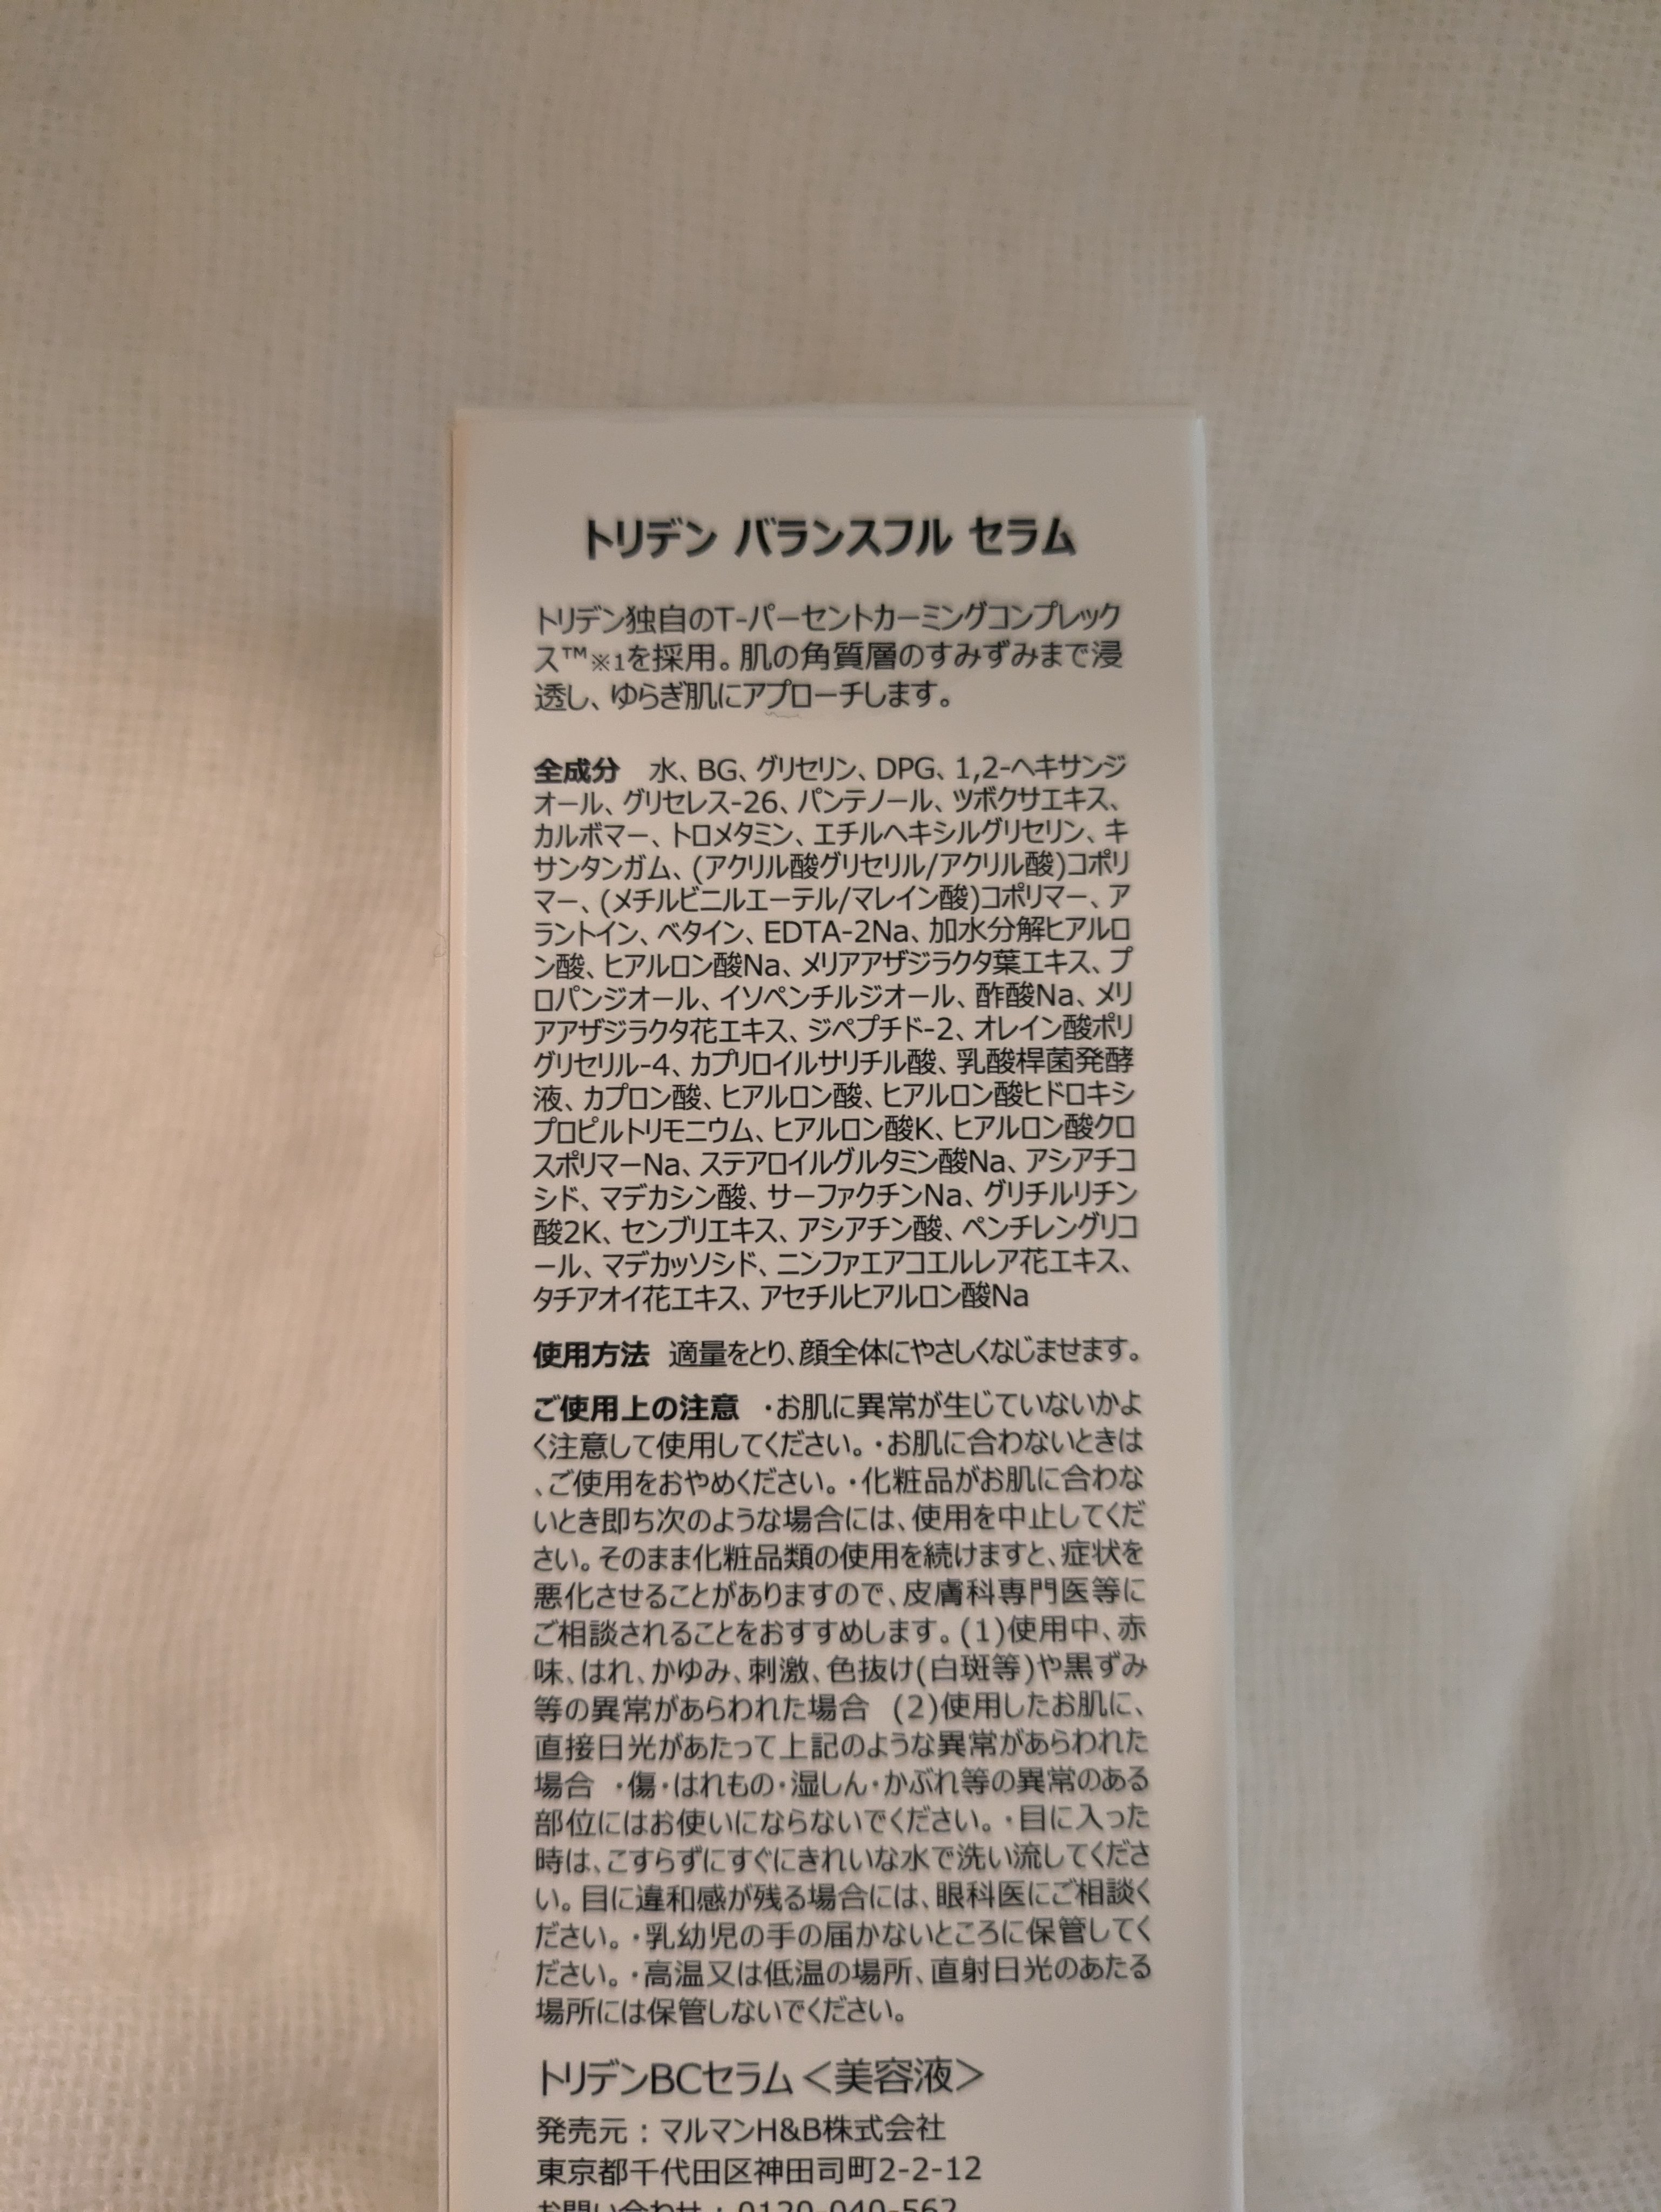 トリデン バランスフル セラム
トリデン独自のT-パーセントカーミングコンプレック
ス™※1を採用。肌の角質層のすみずみまで浸
透し、ゆらぎ肌にアプローチします。
全成分 水、BG、グリセリン、DPG、1,2-ヘキサンジ
オール、グリセレス-26、パンテノール、ツボクサエキス、
カルボマー、トロメタミン、エチルヘキシルグリセリン、キ
サンタンガム、(アクリル酸グリセリル/アクリル酸)コポリ
マー、(メチルビニルエーテル/マレイン酸)コポリマー、ア
ラントイン、ベタイン、EDTA-2Na、加水分解ヒアルロ
ン酸、ヒアルロン酸Na、メリアアザジラクタ葉エキス、プ
ロパンジオール、イソペンチルジオール、酢酸Na、メリ
アアザジラクタ花エキス、ジペプチド-2、オレイン酸ポリ
グリセリル-4、カプリロイルサリチル酸、乳酸桿菌発酵
液、カプロン酸、ヒアルロン酸、ヒアルロン酸ヒドロキシ
プロピルトリモニウム、ヒアルロン酸K、ヒアルロン酸クロ
スポリマーNa、ステアロイルグルタミン酸Na、アシアチコ
シド、マデカシン酸、サーファクチンNa、グリチルリチン
酸2K、センブリエキス、アシアチン酸、ペンチレングリコ
ール、マデカッソシド、ニンファエアコエルレア花エキス、
タチアオイ花エキス、アセチルヒアルロン酸Na
使用方法 適量をとり、顔全体にやさしくなじませます。
ご使用上の注意 ・お肌に異常が生じていないかよ
く注意して使用してください。・お肌に合わないときは
、ご使用をおやめください。・化粧品がお肌に合わな
いとき即ち次のような場合には、使用を中止してくだ
さい。そのまま化粧品類の使用を続けますと、症状を
悪化させることがありますので、皮膚科専門医等に
ご相談されることをおすすめします。(1)使用中、赤
味、はれ、かゆみ、刺激、色抜け(白斑等)や黒ずみ
等の異常があらわれた場合 (2)使用したお肌に、
直接日光があたって上記のような異常があらわれた
場合 ・傷・はれもの・湿しん・かぶれ等の異常のある
部位にはお使いにならないでください。・目に入った
時は、こすらずにすぐにきれいな水で洗い流してくださ
い。目に違和感が残る場合には、眼科医にご相談く
ださい。・乳幼児の手の届かないところに保管してく
ださい。・高温又は低温の場所、直射日光のあたる
場所には保管しないでください。
トリデンBCセラム＜美容液＞
発売元：マルマンH&B株式会社
東京都千代田区神田司町2-2-12
お問い合わせ：0120-040-562